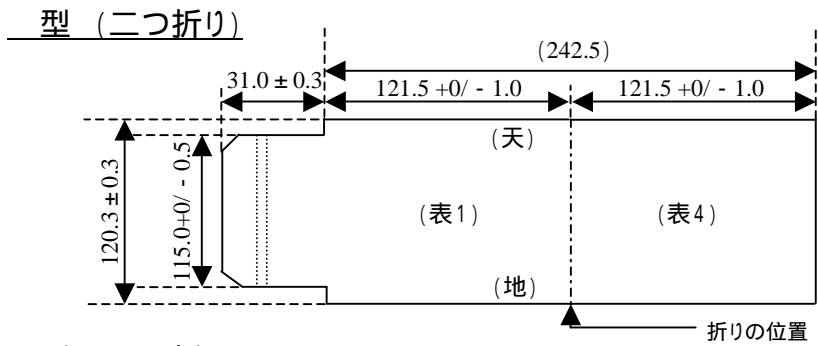 型 (二つ折り)
(242.5)
31.0 ± 0.3
121.5 +0/ - 1.0
121.5 +0/ - 1.0
(天)
120.3 ± 0.3
115.0+0/ - 0.5
(表1)
(表4)
(地)
折りの位置